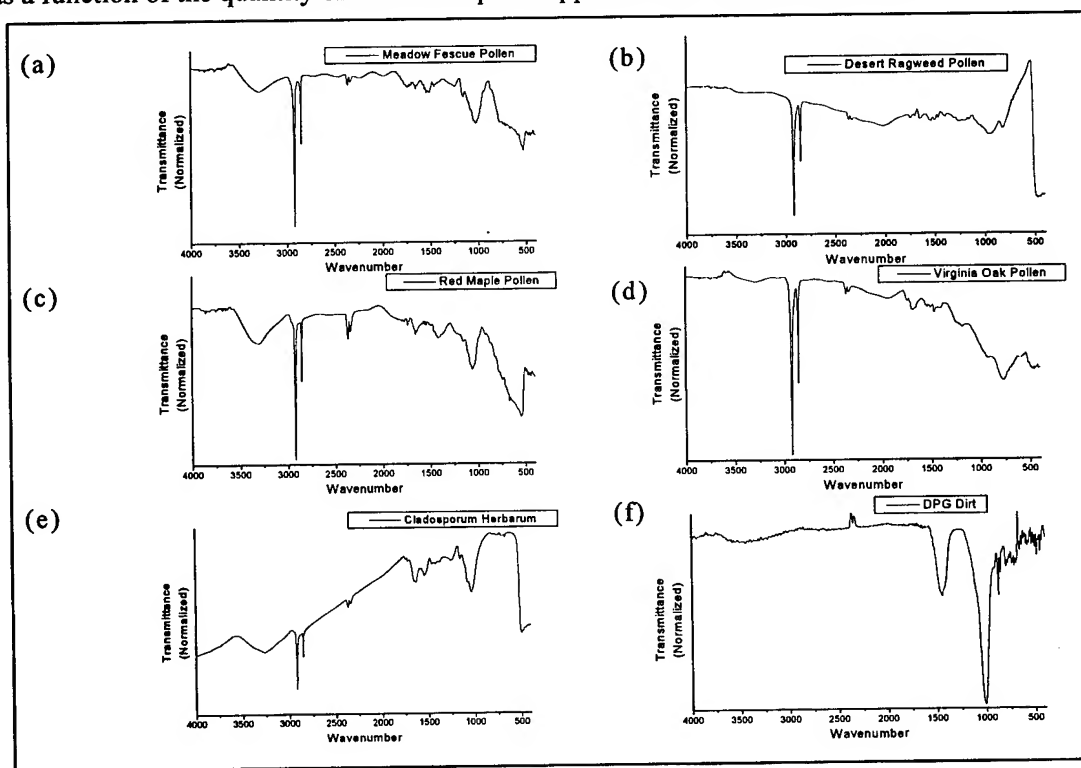 as a function of the
(a)
Meadow Fescue Pollen
Transmittance
(Normalized)
4000 3500 3000 2500 2000 1500 1000 500
Wavenumber
(b)
Desert Ragweed Pollen
Transmittance
(Normalized)
4000 3500 3000 2500 2000 1500 1000 500
Wavenumber
(c)
Red Maple Pollen
Transmittance
(Normalized)
4000 3500 3000 2500 2000 1500 1000 500
Wavenumber
(d)
Virginia Oak Pollen
Transmittance
(Normalized)
4000 3500 3000 2500 2000 1500 1000 500
Wavenumber
(e)
Cladosporum Herbarum
Transmittance
(Normalized)
4000 3500 3000 2500 2000 1500 1000 500
Wavenumber
(f)
DPG Dirt
Transmittance
(Normalized)
4000 3500 3000 2500 2000 1500 1000 500
Wavenumber